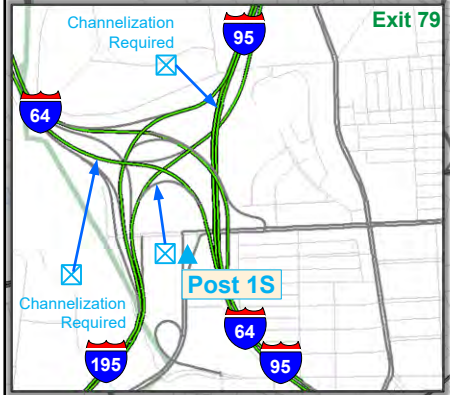 Exit 79
Channelization
Required
95
64
Post 1S
Channelization
Required
64
195
95